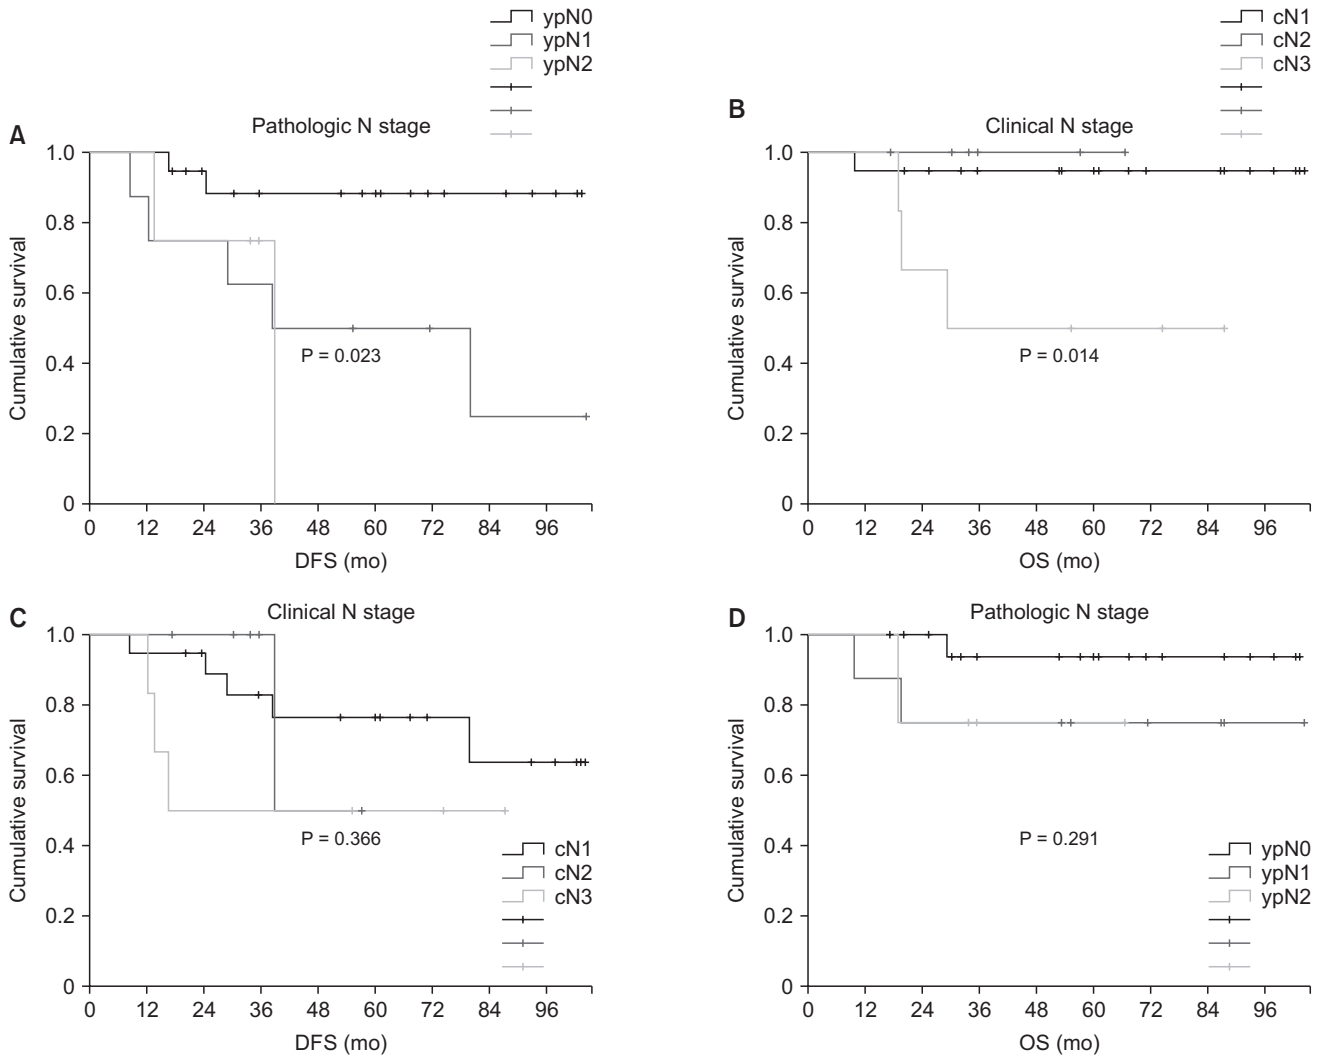 ypN0
ypN1
ypN2
A
Pathologic N stage
1.0
0.8
0.6
0.4
0.2
0
Cumulative survival
P = 0.023
0 12 24 36 48 60 72 84 96
DFS (mo)
cN1
cN2
cN3
B
Clinical N stage
1.0
0.8
0.6
0.4
0.2
0
Cumulative survival
P = 0.014
0 12 24 36 48 60 72 84 96
OS (mo)
C
Clinical N stage
1.0
0.8
0.6
0.4
0.2
0
Cumulative survival
P = 0.366
cN1
cN2
cN3
0 12 24 36 48 60 72 84 96
DFS (mo)
D
Pathologic N stage
1.0
0.8
0.6
0.4
0.2
0
Cumulative survival
P = 0.291
ypN0
ypN1
ypN2
0 12 24 36 48 60 72 84 96
OS (mo)